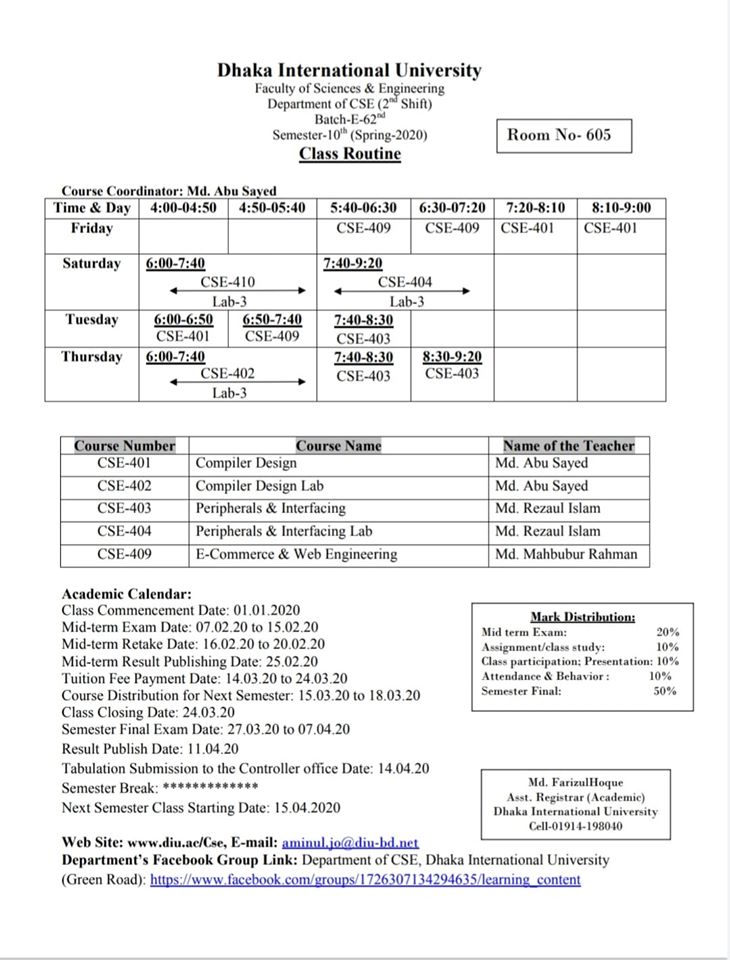 Dhaka International University
Faculty of Sciences & Engineering
Department of CSE (2nd Shift)
Batch-E-62nd
Semester-10th (Spring-2020)
Room No- 605
Class Routine
Course Coordinator: Md. Abu Sayed
Time & Day 4:00-04:50 4:50-05:40 5:40-06:30 6:30-07:20 7:20-8:10 8:10-9:00
Friday CSE-409 CSE-409 CSE-401 CSE-401
Saturday 6:00-7:40 7:40-9:20
CSE-410 CSE-404
Lab-3 Lab-3
Tuesday 6:00-6:50 6:50-7:40 7:40-8:30
CSE-401 CSE-409 CSE-403
Thursday 6:00-7:40 7:40-8:30 8:30-9:20
CSE-402 CSE-403 CSE-403
Lab-3
Course Number Course Name Name of the Teacher
CSE-401 Compiler Design Md. Abu Sayed
CSE-402 Compiler Design Lab Md. Abu Sayed
CSE-403 Peripherals & Interfacing Md. Rezaul Islam
CSE-404 Peripherals & Interfacing Lab Md. Rezaul Islam
CSE-409 E-Commerce & Web Engineering Md. Mahbubur Rahman
Academic Calendar:
Class Commencement Date: 01.01.2020
Mid-term Exam Date: 07.02.20 to 15.02.20
Mid-term Retake Date: 16.02.20 to 20.02.20
Mid-term Result Publishing Date: 25.02.20
Tuition Fee Payment Date: 14.03.20 to 24.03.20
Course Distribution for Next Semester: 15.03.20 to 18.03.20
Class Closing Date: 24.03.20
Semester Final Exam Date: 27.03.20 to 07.04.20
Result Publish Date: 11.04.20
Tabulation Submission to the Controller office Date: 14.04.20
Semester Break: *************
Next Semester Class Starting Date: 15.04.2020
Mark Distribution:
Mid term Exam: 20%
Assignment/class study: 10%
Class participation; Presentation: 10%
Attendance & Behavior : 10%
Semester Final: 50%
Md. FarizulHoque
Asst. Registrar (Academic)
Dhaka International University
Cell-01914-198040
Web Site: www.diu.ac/Cse, E-mail: aminul.jo@diu-bd.net
Department's Facebook Group Link: Department of CSE, Dhaka International University
(Green Road): https://www.facebook.com/groups/1726307134294635/learning_content